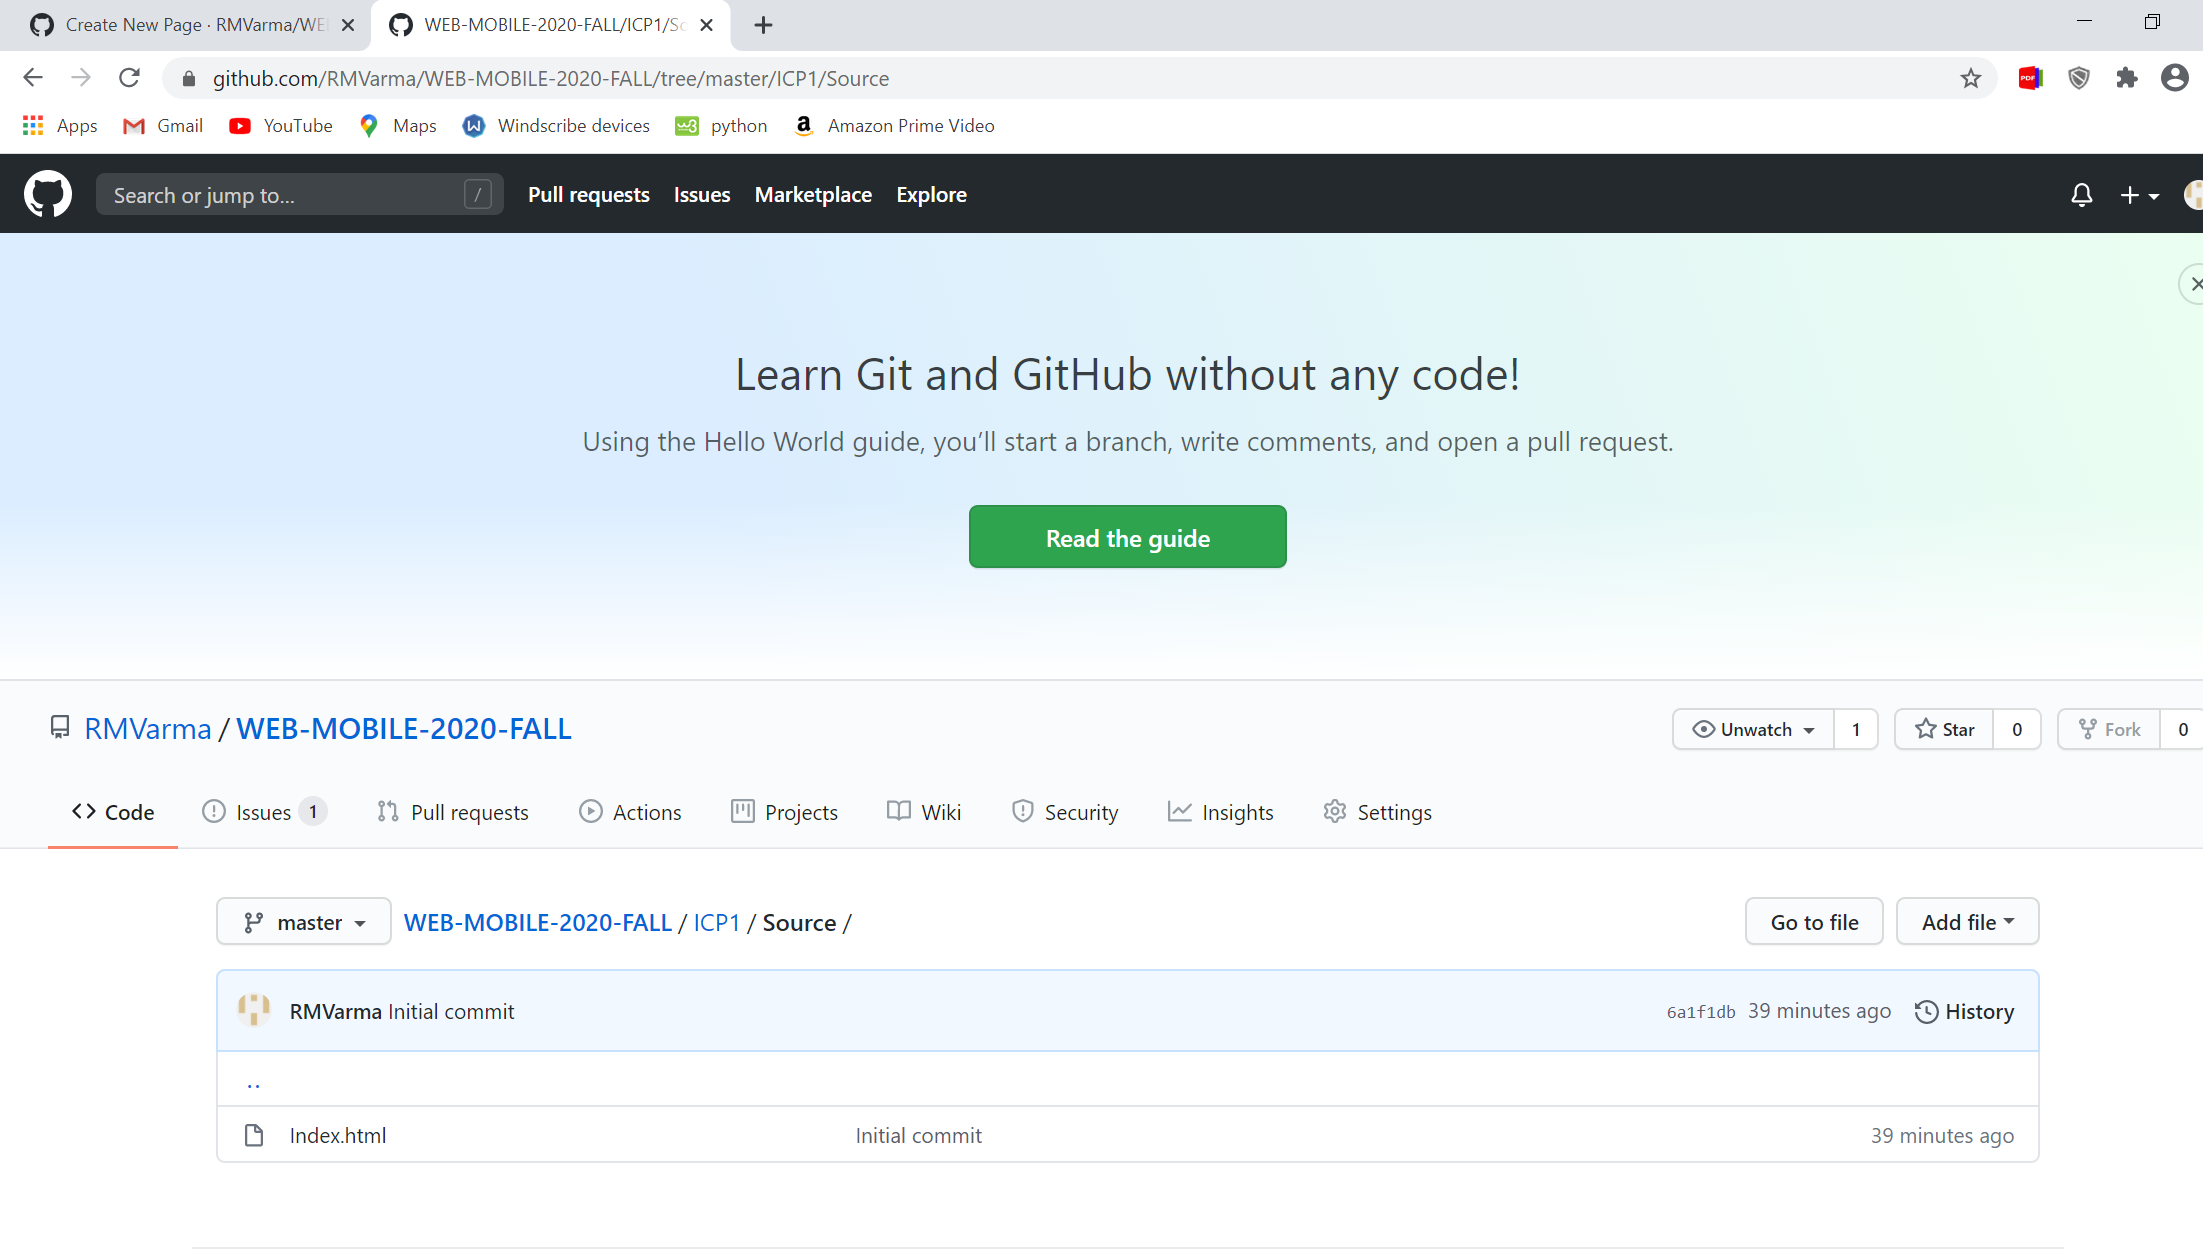 Create New Page · RMVarma/WE
WEB-MOBILE-2020-FALL/ICP1/So
github.com/RMVarma/WEB-MOBILE-2020-FALL/tree/master/ICP1/Source
PDF
Apps
Gmail
YouTube
Maps
Windscribe devices
w3 python
a Amazon Prime Video
Search or jump to...
/
Pull requests
Issues
Marketplace
Explore
Learn Git and GitHub without any code!
Using the Hello World guide, you’ll start a branch, write comments, and open a pull request.
Read the guide
RMVarma / WEB-MOBILE-2020-FALL
Unwatch 1
Star 0
Fork 0
Code
Issues 1
Pull requests
Actions
Projects
Wiki
Security
Insights
Settings
master
WEB-MOBILE-2020-FALL / ICP1 / Source /
Go to file
Add file
RMVarma Initial commit
6a1f1db 39 minutes ago
History
..
Index.html
Initial commit
39 minutes ago